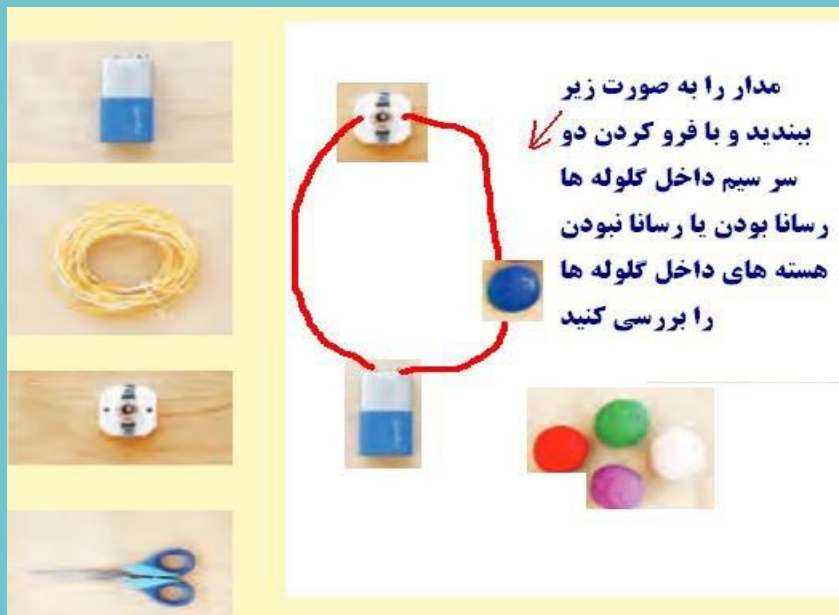 مدار را به صورت زیر
ببندید و با فرو کردن دو
سر سیم داخل گلوله ها
رسانا بودن یا رسانا نبودن
هسته های داخل گلوله ها
را بررسی کنید